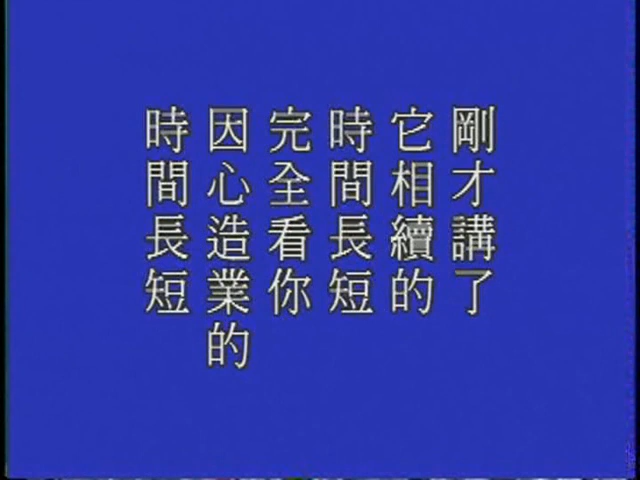 剛才講了
它相續的
時間長短
完全看你
因心造業的
時間長短